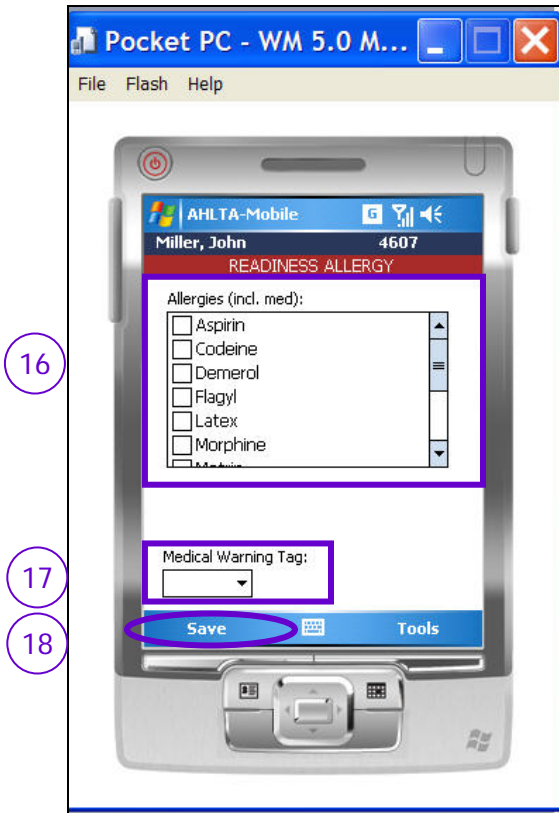 Pocket PC - WM 5.0 M...
File Flash Help
AHLTA-Mobile G
Miller, John 4607
READINESS ALLERGY
16
Allergies (incl. med):
Aspirin
Codeine
Demerol
Flagyl
Latex
Morphine
17
Medical Warning Tag:
18
Save Tools